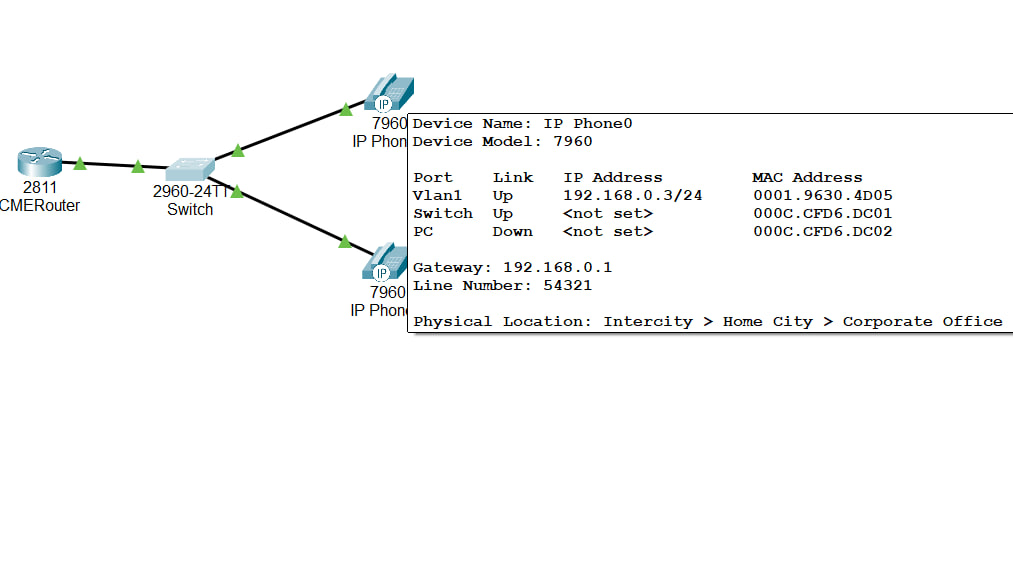 IP
7960
IP Phon
2811
CMERouter
2960-24TT
Switch
IP
7960
IP Phon
Device Name: IP Phone0
Device Model: 7960
Port Link IP Address MAC Address
Vlan1 Up 192.168.0.3/24 0001.9630.4D05
Switch Up <not set> 000C.CFD6.DC01
PC Down <not set> 000C.CFD6.DC02
Gateway: 192.168.0.1
Line Number: 54321
Physical Location: Intercity > Home City > Corporate Office